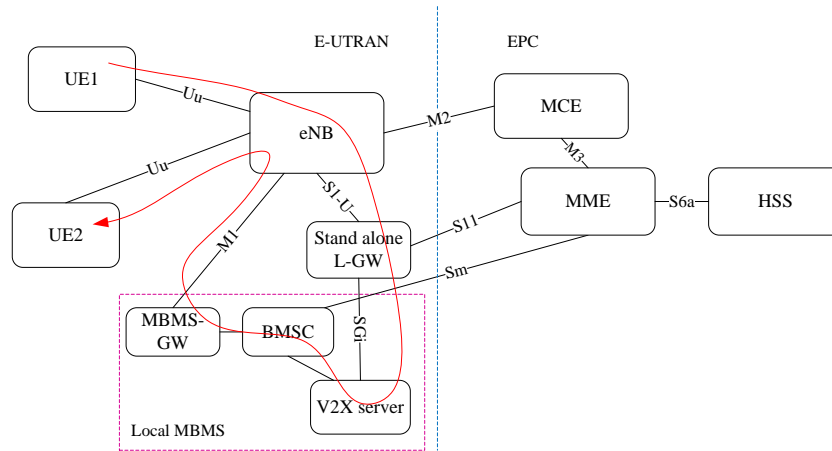 E-UTRAN
EPC
UE1
Uu
eNB
M2
MCE
M3
Uu
S1-U
MME
S6a
HSS
UE2
M1
Stand alone
L-GW
S11
Sm
MBMS-
GW
BMSC
SGi
V2X server
Local MBMS